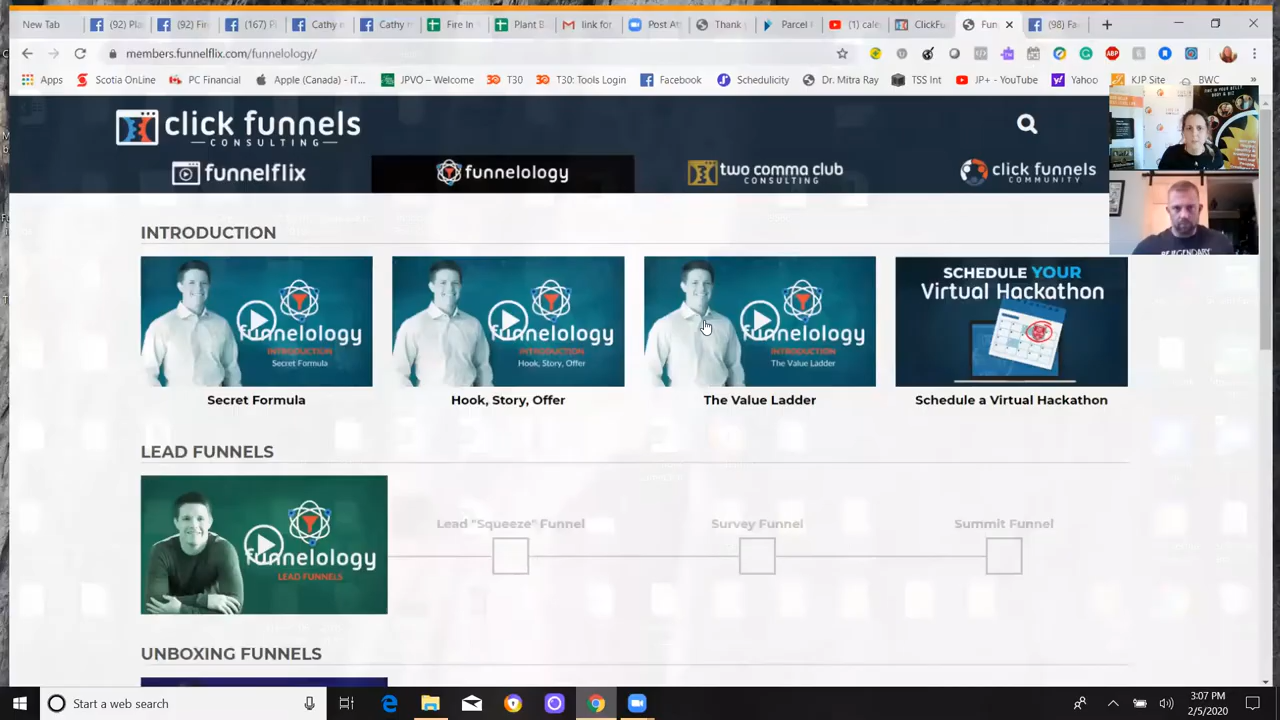 New Tab
(92) Pla
(92) Fir
(167) Pi
Cathy m
Cathy m
Fire In Y
Plant B
link for
Post At
Thank y
Parcel P
(1) cale
ClickFu
Fun
(98) Fa
members.funnelflix.com/funnelology/
Apps
Scotia OnLine
PC Financial
Apple (Canada) - iT...
JPVO – Welcome
T30
T30: Tools Login
Facebook
Schedulicity
Dr. Mitra Ray
TSS Int
JP+ - YouTube
Yahoo
KJP Site
BWC
click funnels
CONSULTING
funnelflix
funnelology
two comma club
CONSULTING
click funnels
COMMUNITY
INTRODUCTION
funnelology
INTRODUCTION
Secret Formula
funnelology
INTRODUCTION
Hook, Story, Offer
funnelology
INTRODUCTION
The Value Ladder
SCHEDULE YOUR
Virtual Hackathon
Secret Formula
Hook, Story, Offer
The Value Ladder
Schedule a Virtual Hackathon
LEAD FUNNELS
funnelology
LEAD FUNNELS
Lead "Squeeze" Funnel
Survey Funnel
Summit Funnel
UNBOXING FUNNELS
Start a web search
3:07 PM
2/5/2020